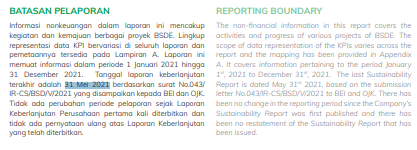 BATASAN PELAPORAN
Informasi nonkeuangan dalam laporan ini mencakup
kegiatan dan kemajuan berbagai proyek BSDE. Lingkup
representasi data KPI bervariasi di seluruh laporan dan
pemetaannya tersedia pada Lampiran A. Laporan ini
memuat informasi dalam periode 1 Januari 2021 hingga
31 Desember 2021. Tanggal laporan keberlanjutan
terakhir adalah 31 Mei 2021 berdasarkan surat No.043/
IR-CS/BSD/V/2021 yang disampaikan kepada BEI dan OJK.
Tidak ada perubahan periode pelaporan sejak Laporan
Keberlanjutan Perusahaan pertama kali diterbitkan dan
tidak ada pernyataan ulang atas Laporan Keberlanjutan
yang telah diterbitkan.
REPORTING BOUNDARY
The non-financial information in this report covers the
activities and progress of various projects of BSDE. The
scope of data representation of the KPIs varies across the
report and the mapping has been provided in Appendix
A. It covers information pertaining to the period January
1st, 2021 to December 31st, 2021. The last Sustainability
Report is dated May 31st, 2021, based on the submission
letter No.043/IR-CS/BSD/V/2021 to BEI and OJK. There has
been no change in the reporting period since the Company's
Sustainability Report was first published and there has
been no restatement of the Sustainability Report that has
been issued.